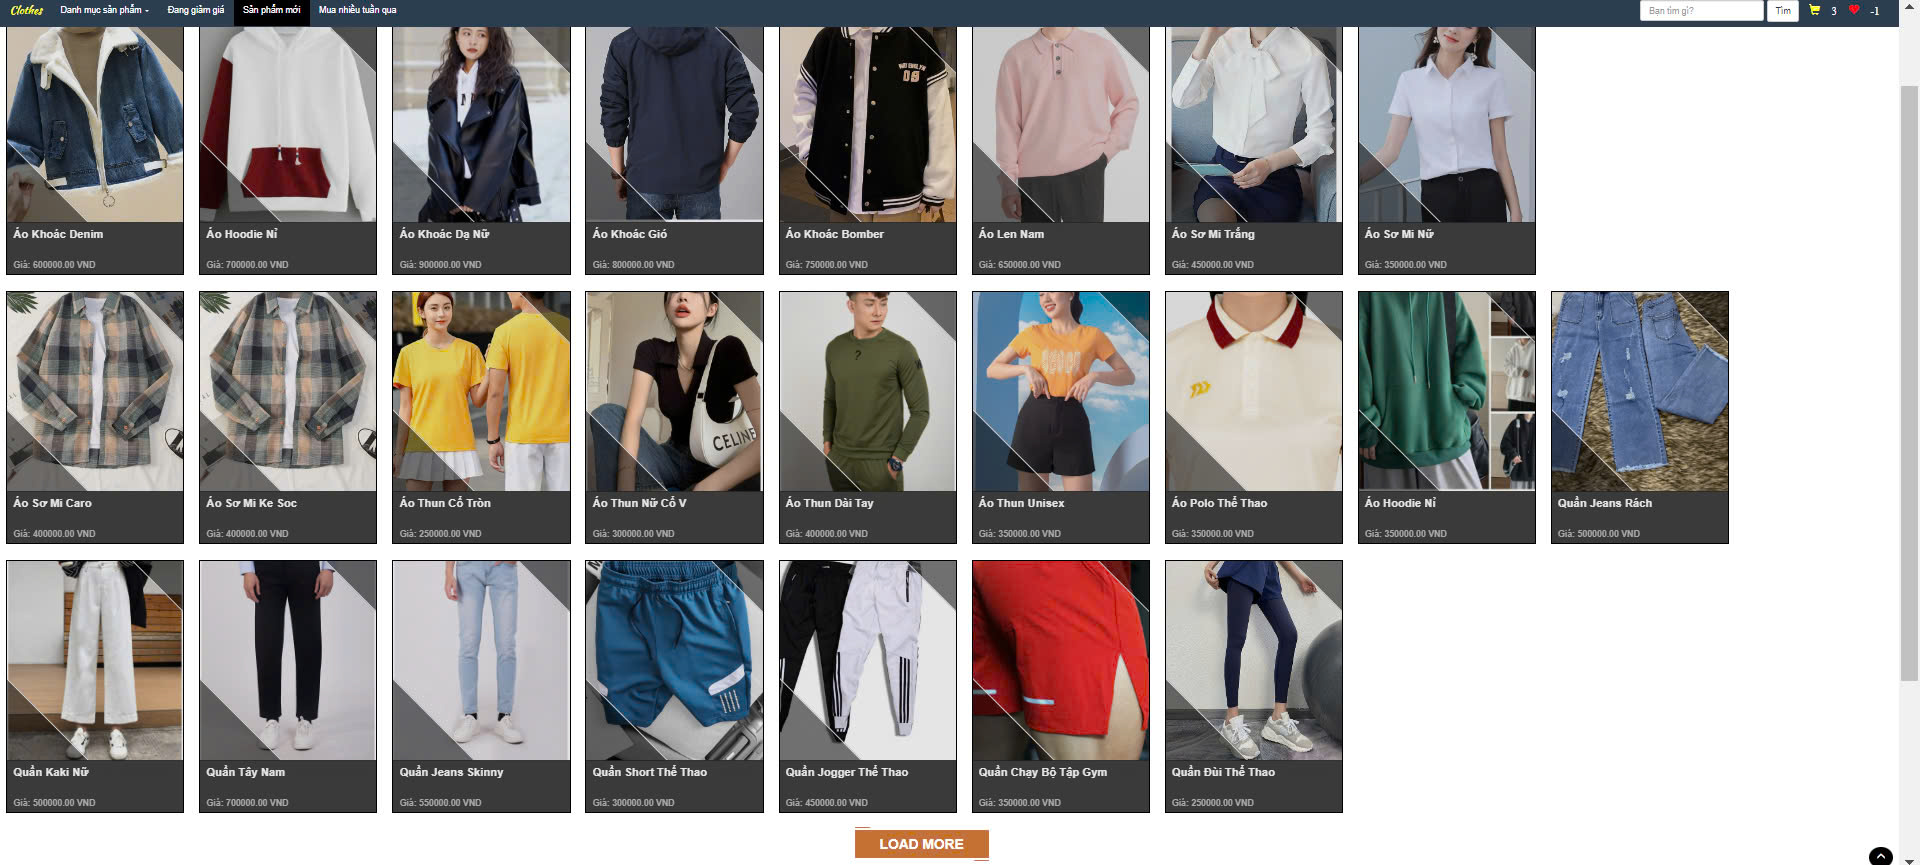 Clothes Danh mục sản phẩm Đang giảm giá Sản phẩm mới Mua nhiều tuần qua Bạn tìm gì? Tìm 3 -1
Áo Khoác Denim
Giá: 600000.00 VND
Áo Hoodie Nỉ
Giá: 700000.00 VND
Áo Khoác Dạ Nữ
Giá: 900000.00 VND
Áo Khoác Gió
Giá: 800000.00 VND
Áo Khoác Bomber
Giá: 750000.00 VND
Áo Len Nam
Giá: 650000.00 VND
Áo Sơ Mi Trắng
Giá: 450000.00 VND
Áo Sơ Mi Nữ
Giá: 350000.00 VND
CELINE
Áo Sơ Mi Caro
Giá: 400000.00 VND
Áo Sơ Mi Ke Soc
Giá: 400000.00 VND
Áo Thun Cổ Tròn
Giá: 250000.00 VND
Áo Thun Nữ Cổ V
Giá: 300000.00 VND
Áo Thun Dài Tay
Giá: 400000.00 VND
Áo Thun Unisex
Giá: 350000.00 VND
Áo Polo Thể Thao
Giá: 350000.00 VND
Áo Hoodie Nỉ
Giá: 350000.00 VND
Quần Jeans Rách
Giá: 500000.00 VND
Quần Kaki Nữ
Giá: 500000.00 VND
Quần Tây Nam
Giá: 700000.00 VND
Quần Jeans Skinny
Giá: 550000.00 VND
Quần Short Thể Thao
Giá: 300000.00 VND
Quần Jogger Thể Thao
Giá: 450000.00 VND
Quần Chạy Bộ Tập Gym
Giá: 350000.00 VND
Quần Đùi Thể Thao
Giá: 250000.00 VND
LOAD MORE